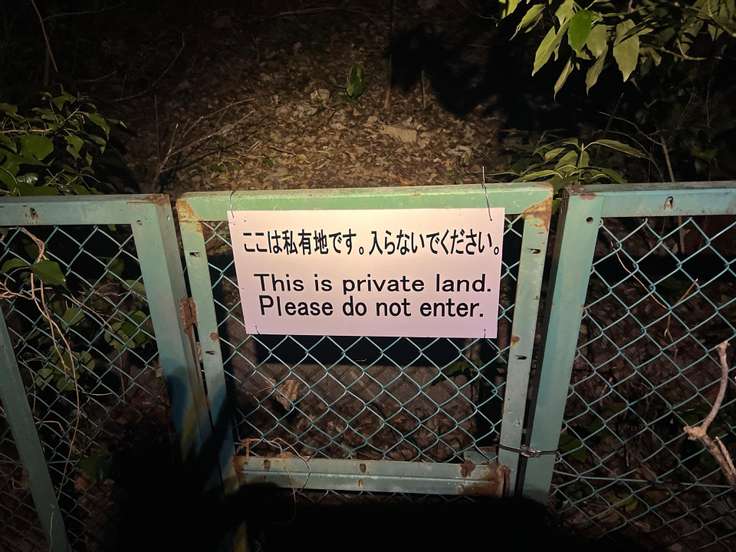 ここは私有地です。入らないでください。
This is private land.
Please do not enter.